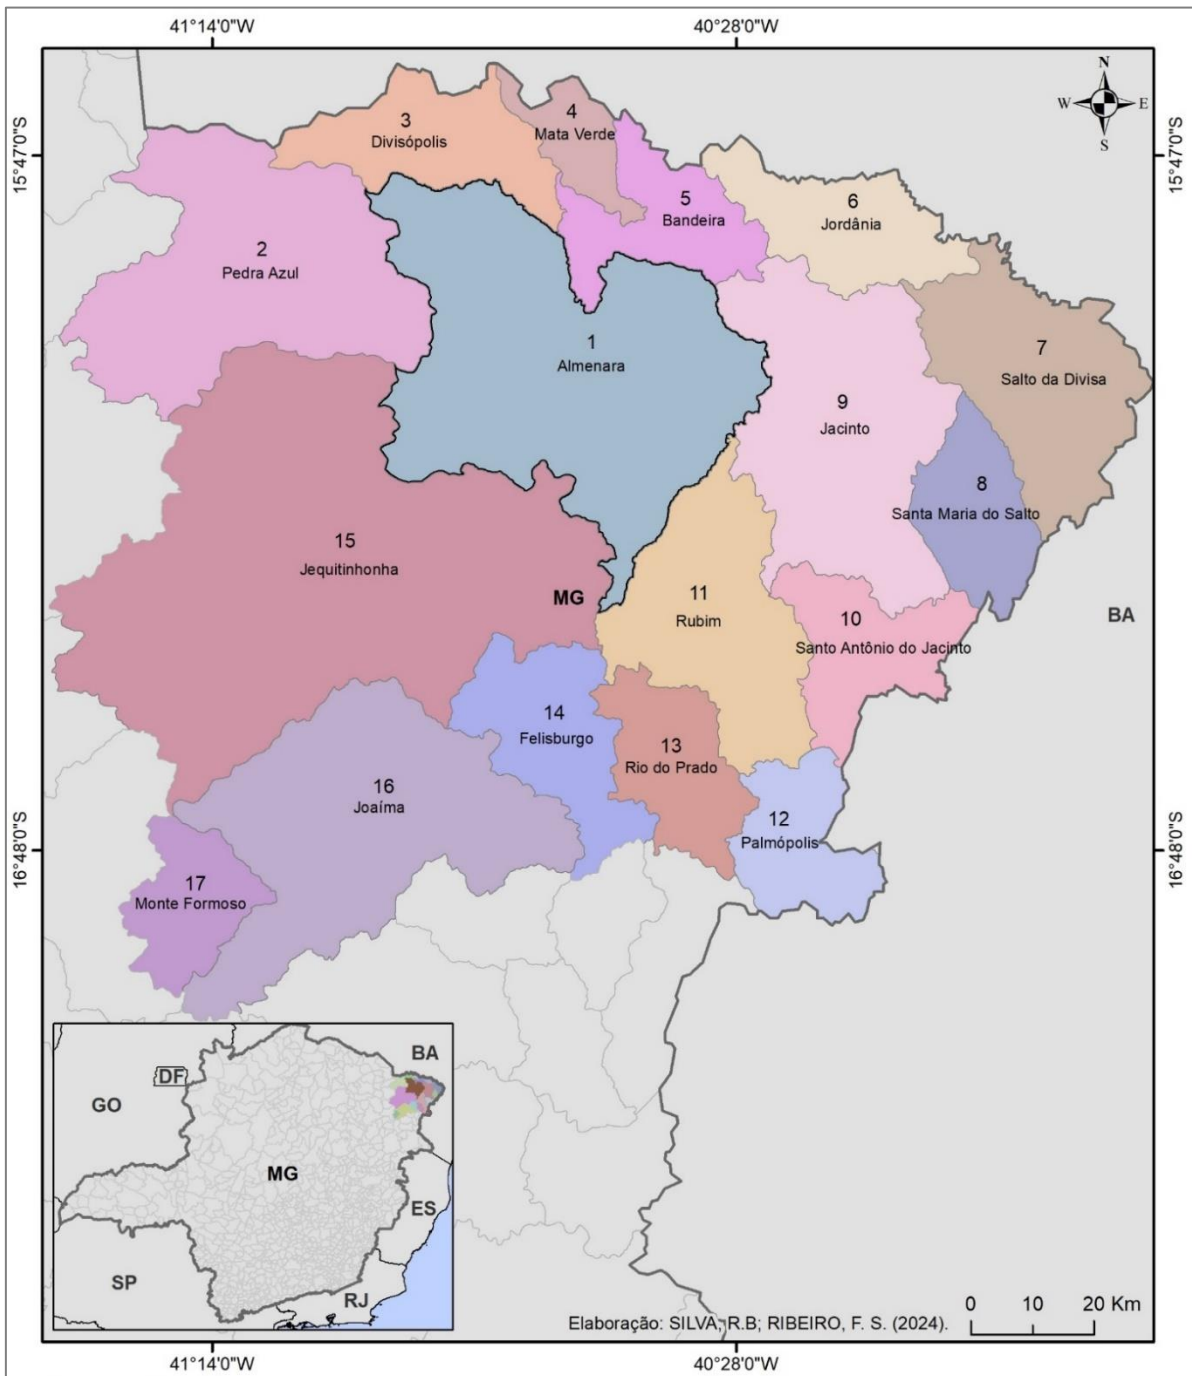 41°14'0"W
40°28'0"W
N
W
E
S
15°47'0"S
15°47'0"S
3
Divisópolis
4
Mata Verde
5
Bandeira
6
Jordânia
2
Pedra Azul
1
Almenara
7
Salto da Divisa
9
Jacinto
8
Santa Maria do Salto
15
Jequitinhonha
MG
11
Rubim
10
Santo Antônio do Jacinto
BA
14
Felisburgo
13
Rio do Prado
16
Joaíma
12
Palmópolis
16°48'0"S
16°48'0"S
17
Monte Formoso
BA
DF
GO
MG
ES
SP
RJ
0 10 20 Km
Elaboração: SILVA, R.B; RIBEIRO, F. S. (2024).
41°14'0"W
40°28'0"W